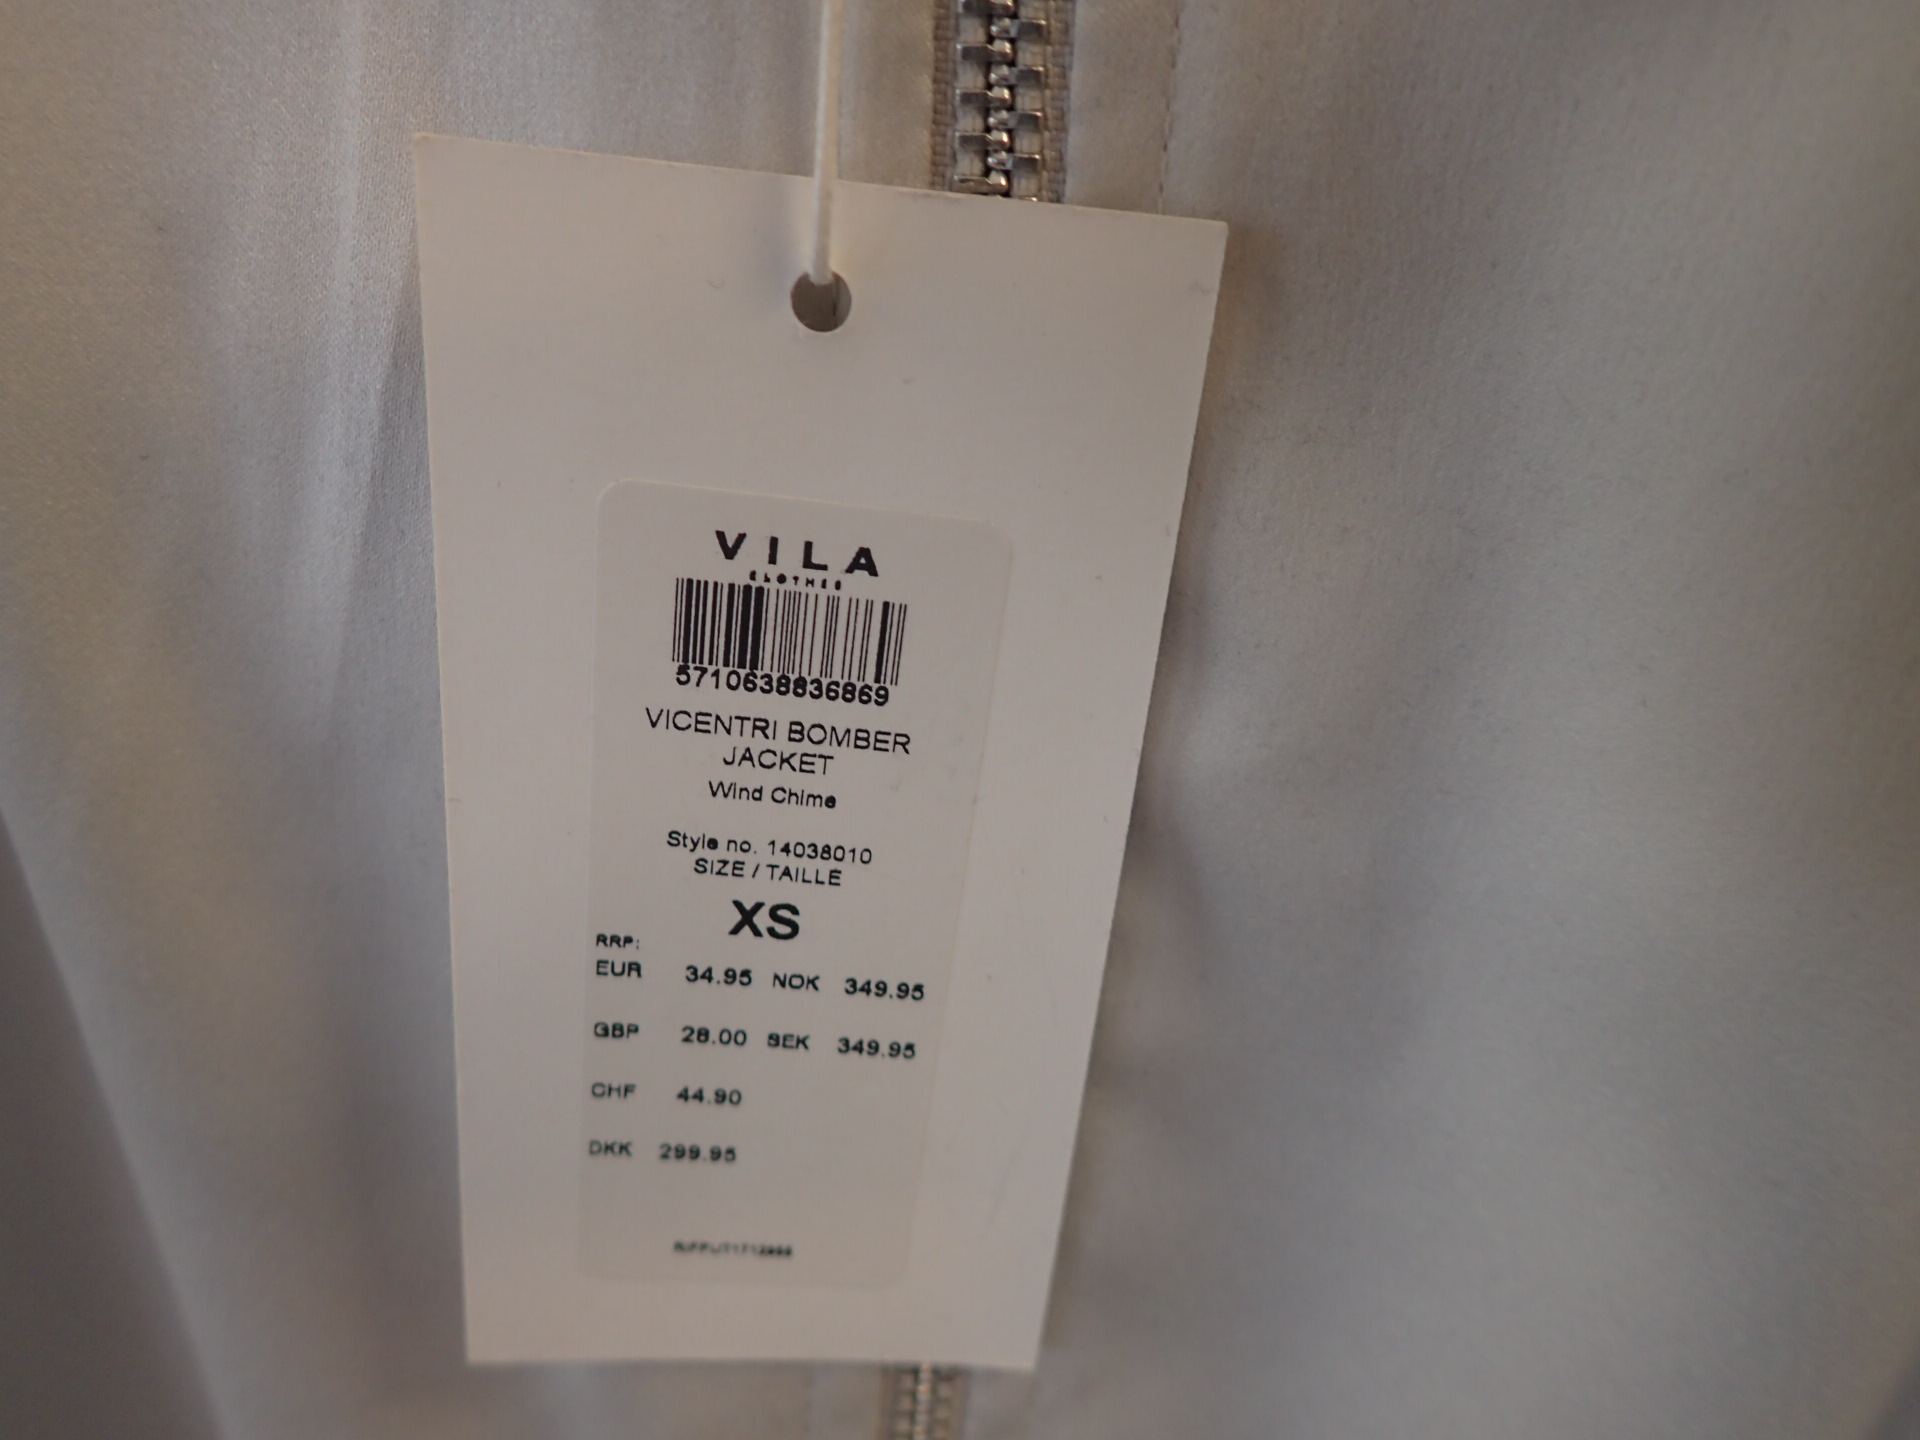 VILA
CLOTHES
5710638836869
VICENTRI BOMBER
JACKET
Wind Chime
Style no. 14038010
SIZE / TAILLE
XS
RRP:
EUR 34.95 NOK 349.95
GBP 28.00 SEK 349.95
CHF 44.90
DKK 299.95